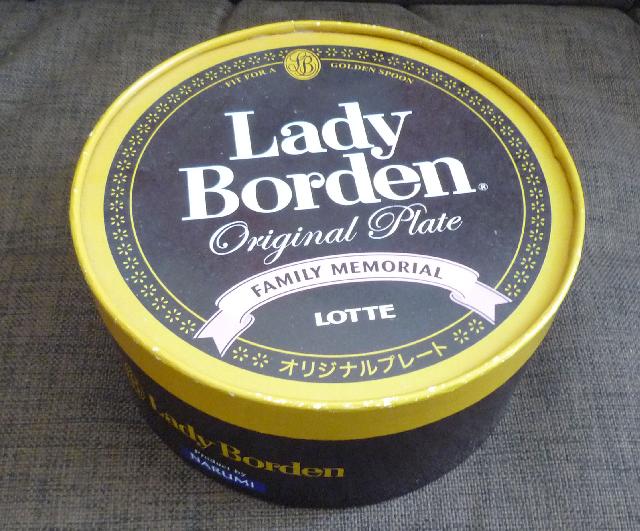 FIT FOR A GOLDEN SPOON
LB
Lady
Borden®
Original Plate
FAMILY MEMORIAL
LOTTE
オリジナルプレート
Lady Borden
Product by
NARUMI